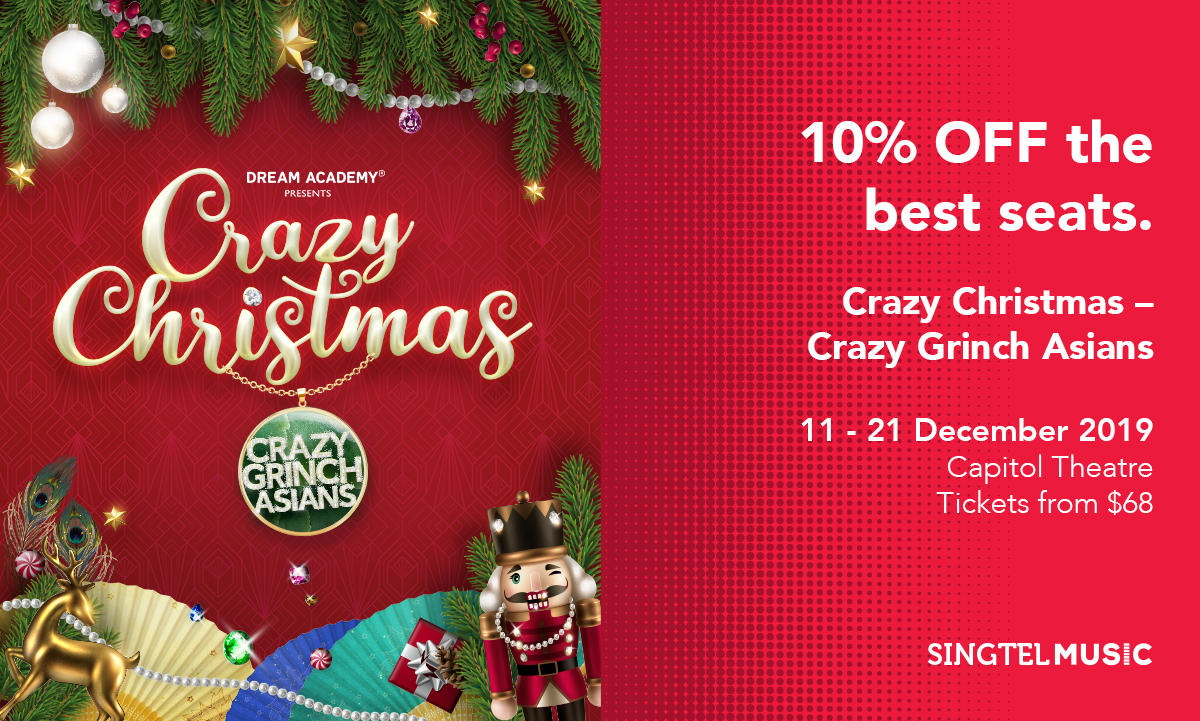 DREAM ACADEMY®
PRESENTS
Crazy
Christmas
CRAZY
GRINCH
ASIANS
10% OFF the
best seats.
Crazy Christmas –
Crazy Grinch Asians
11 - 21 December 2019
Capitol Theatre
Tickets from $68
SINGTEL MUSIC